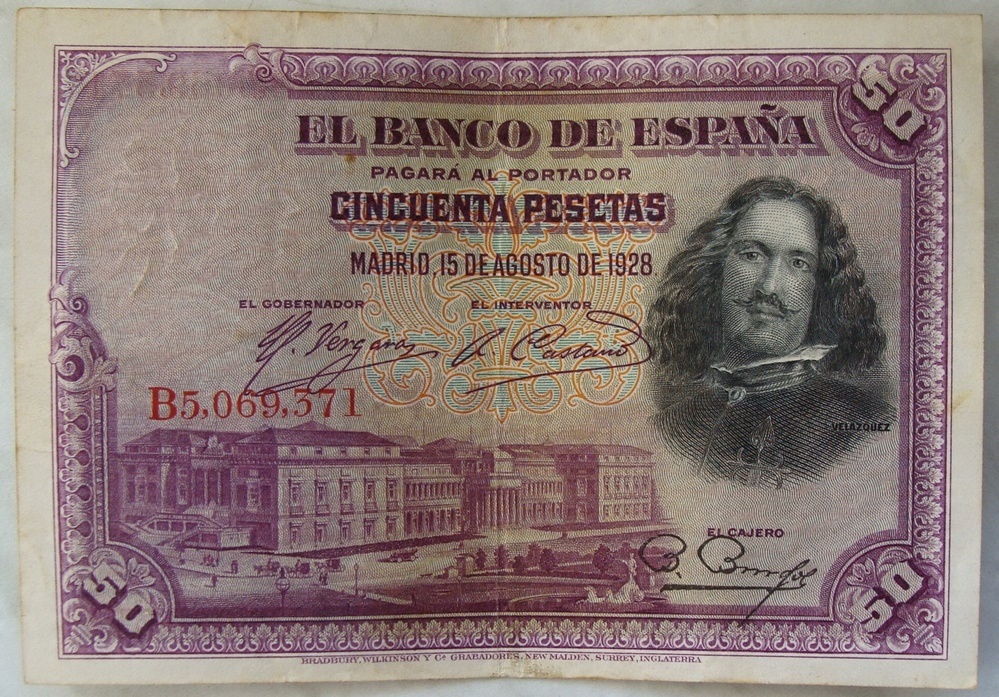 50
EL BANCO DE ESPAÑA
PAGARÁ AL PORTADOR
CINCUENTA PESETAS
MADRID, 15 DE AGOSTO DE 1928
EL GOBERNADOR EL INTERVENTOR
B5,069,371
VELAZQUEZ
EL CAJERO
50 50
BRADBURY, WILKINSON Y Cª GRABADORES, NEW MALDEN, SURREY, INGLATERRA